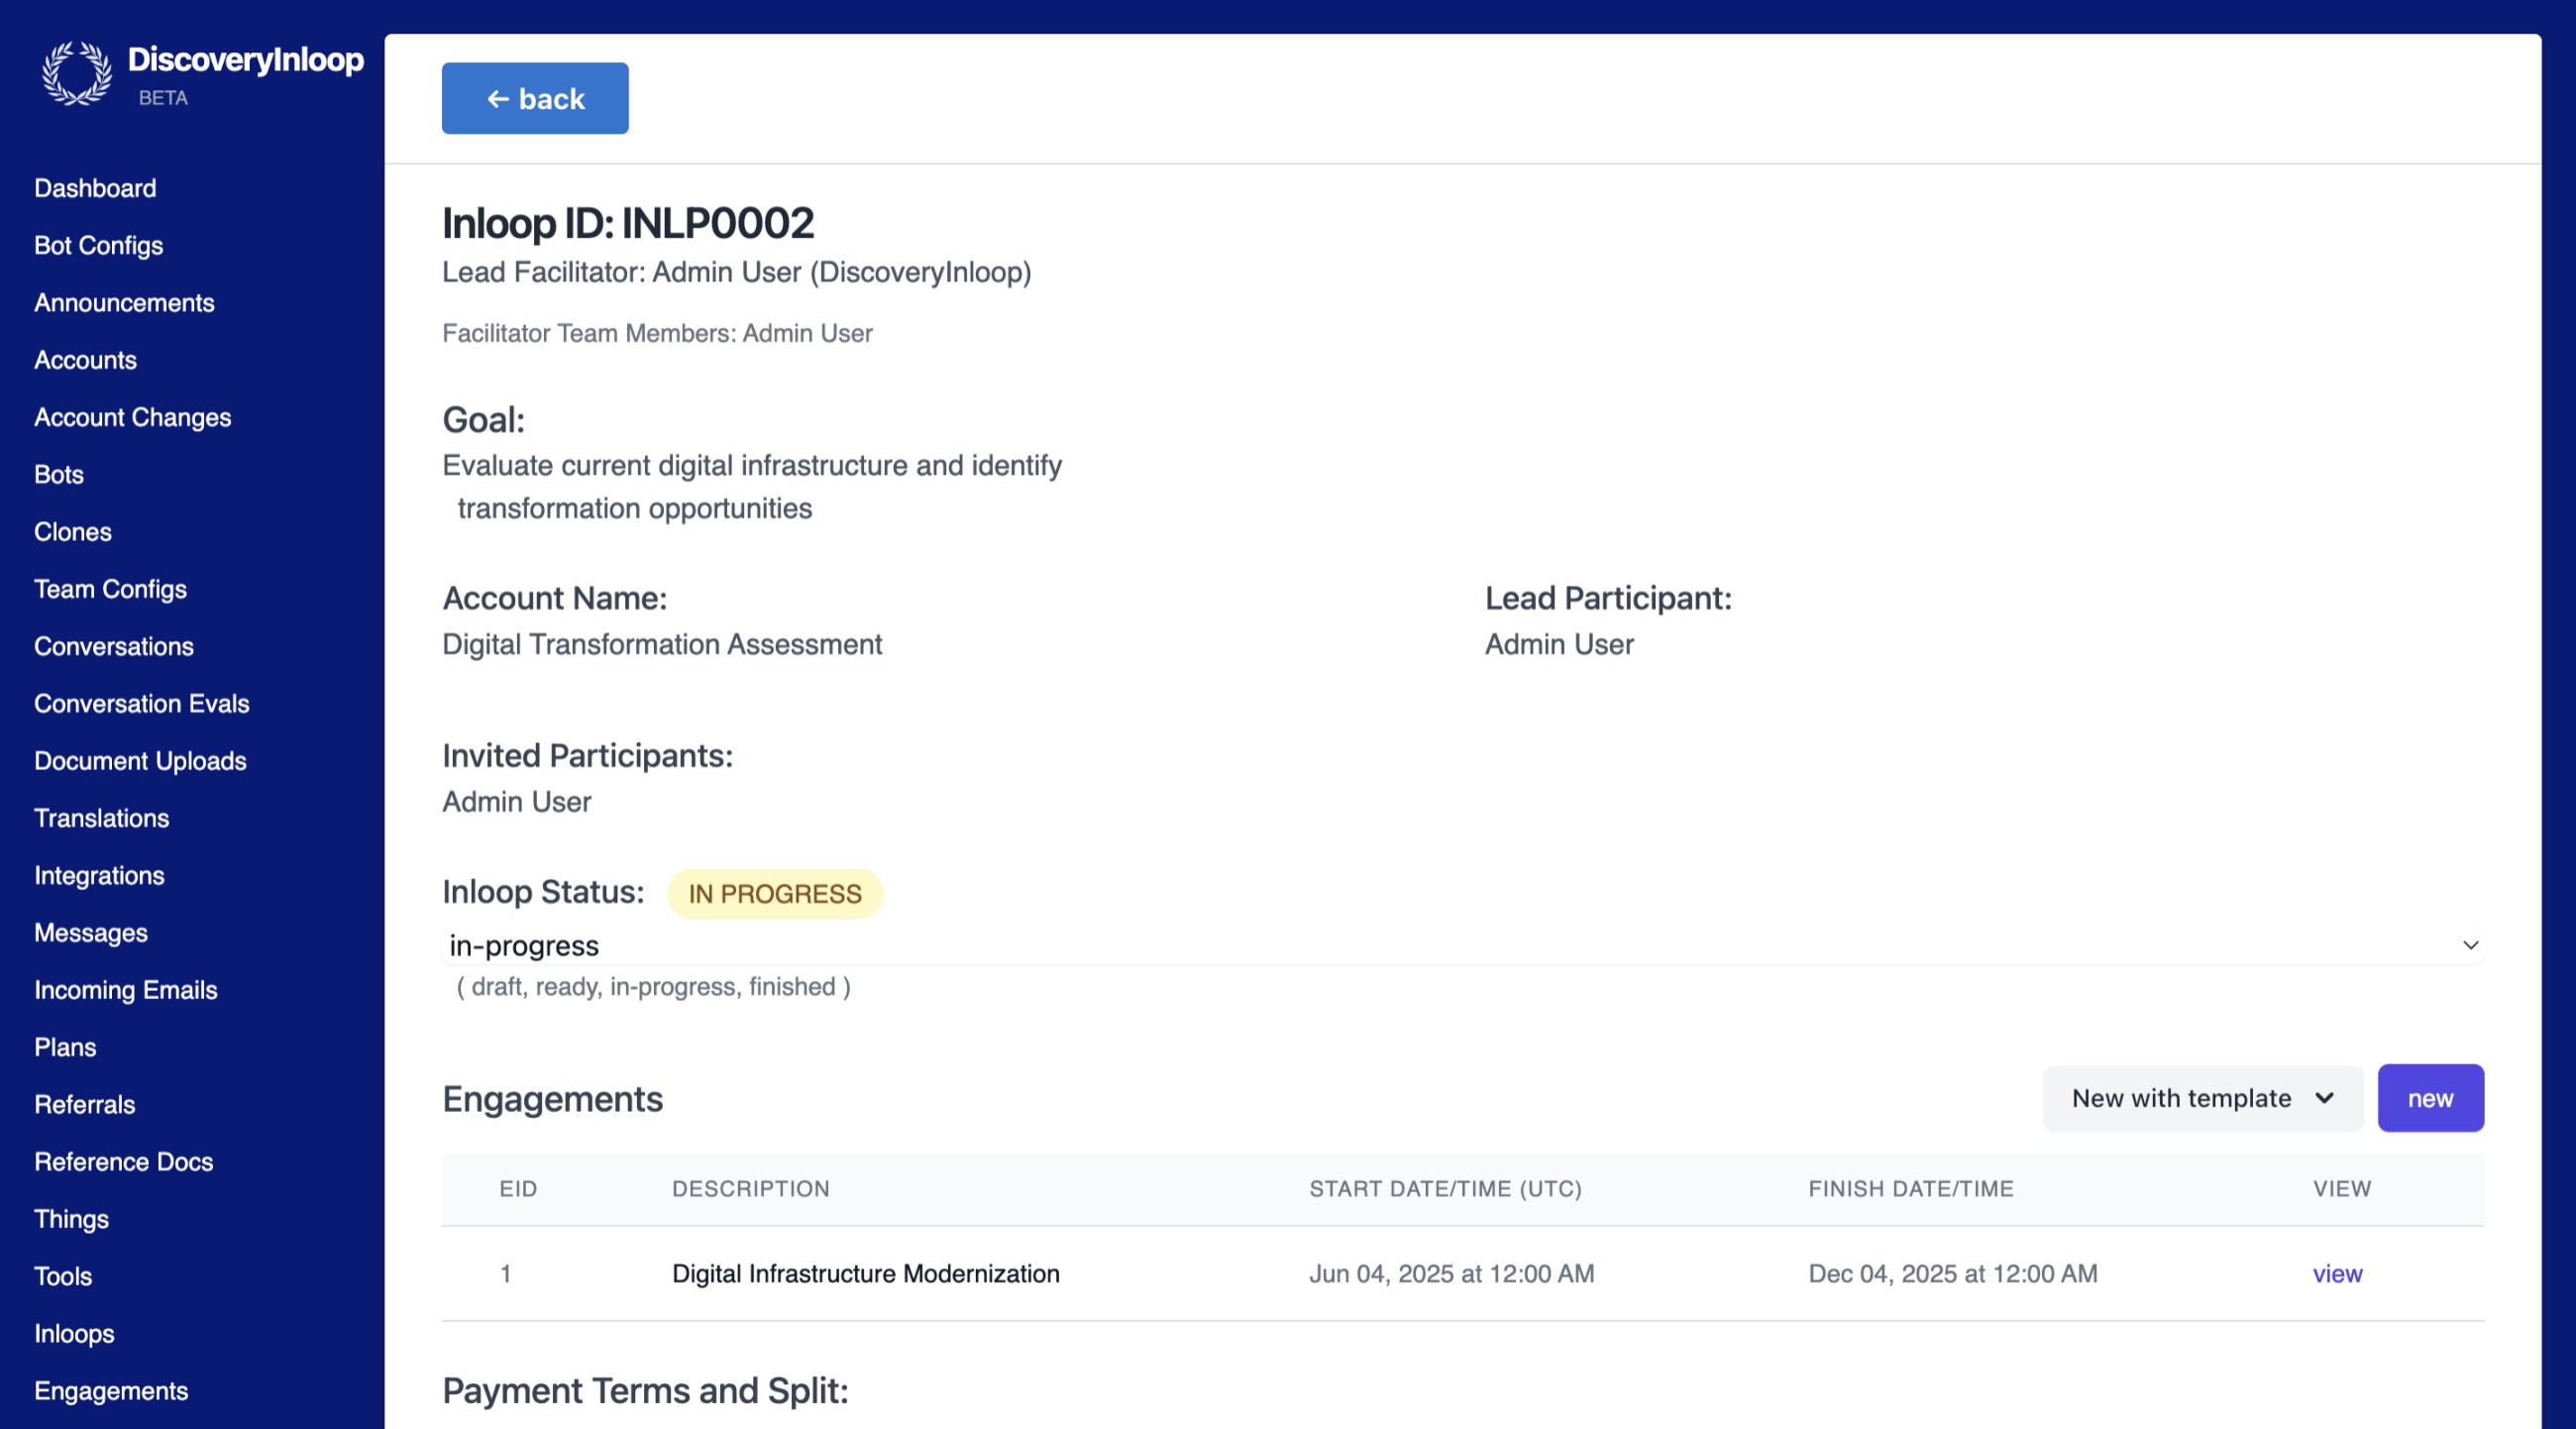 DiscoveryInloop
BETA
Dashboard
Bot Configs
Announcements
Accounts
Account Changes
Bots
Clones
Team Configs
Conversations
Conversation Evals
Document Uploads
Translations
Integrations
Messages
Incoming Emails
Plans
Referrals
Reference Docs
Things
Tools
Inloops
Engagements
← back
Inloop ID: INLP0002
Lead Facilitator: Admin User (DiscoveryInloop)
Facilitator Team Members: Admin User
Goal:
Evaluate current digital infrastructure and identify
transformation opportunities
Account Name:
Digital Transformation Assessment
Lead Participant:
Admin User
Invited Participants:
Admin User
Inloop Status: IN PROGRESS
in-progress
( draft, ready, in-progress, finished )
Engagements
New with template
new
EID DESCRIPTION START DATE/TIME (UTC) FINISH DATE/TIME VIEW
1 Digital Infrastructure Modernization Jun 04, 2025 at 12:00 AM Dec 04, 2025 at 12:00 AM view
Payment Terms and Split: